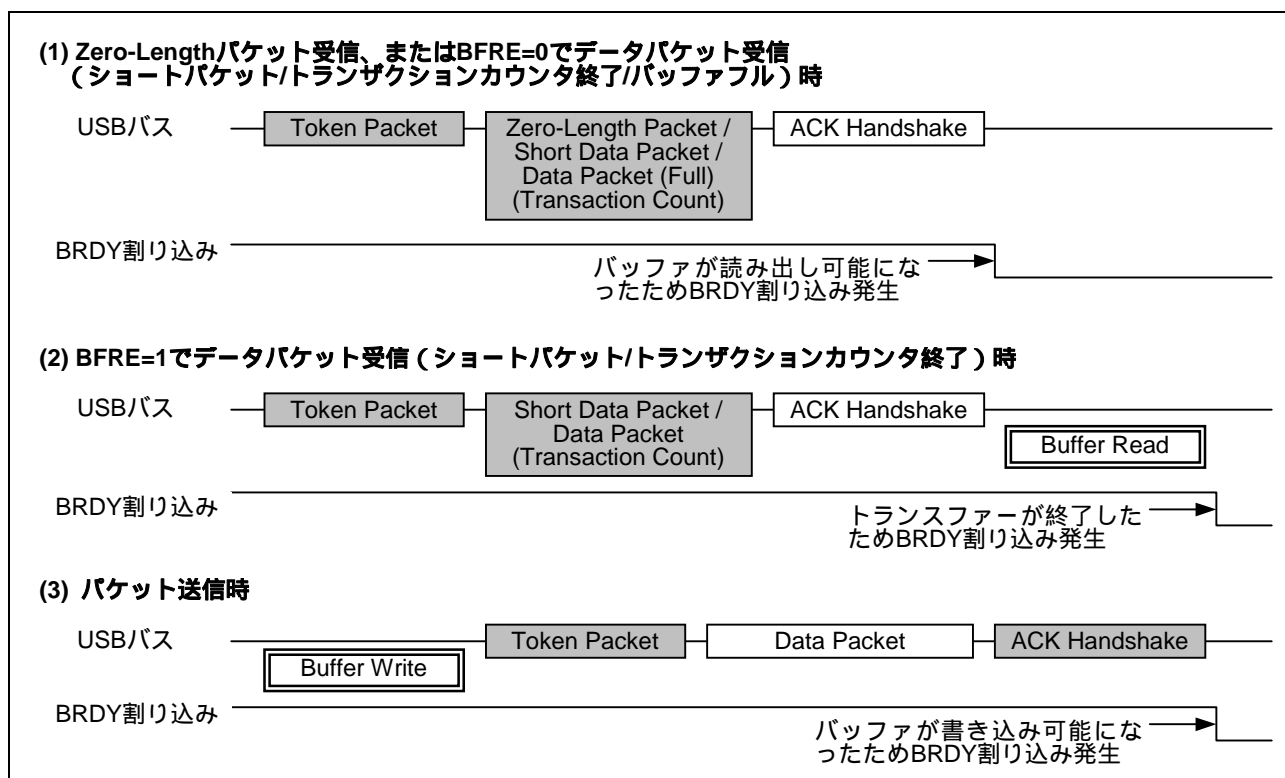 (1) Zero-Lengthパケット受信、またはBFRE=0でデータパケット受信
（ショートパケット/トランザクションカウンタ終了/バッファフル）時
USBバス
Token Packet
Zero-Length Packet /
Short Data Packet /
Data Packet (Full)
(Transaction Count)
ACK Handshake
BRDY割り込み
バッファが読み出し可能にな
ったためBRDY割り込み発生
(2) BFRE=1でデータパケット受信（ショートパケット/トランザクションカウンタ終了）時
USBバス
Token Packet
Short Data Packet /
Data Packet
(Transaction Count)
ACK Handshake
Buffer Read
BRDY割り込み
トランスファーが終了した
ためBRDY割り込み発生
(3) パケット送信時
USBバス
Token Packet
Data Packet
ACK Handshake
Buffer Write
BRDY割り込み
バッファが書き込み可能にな
ったためBRDY割り込み発生